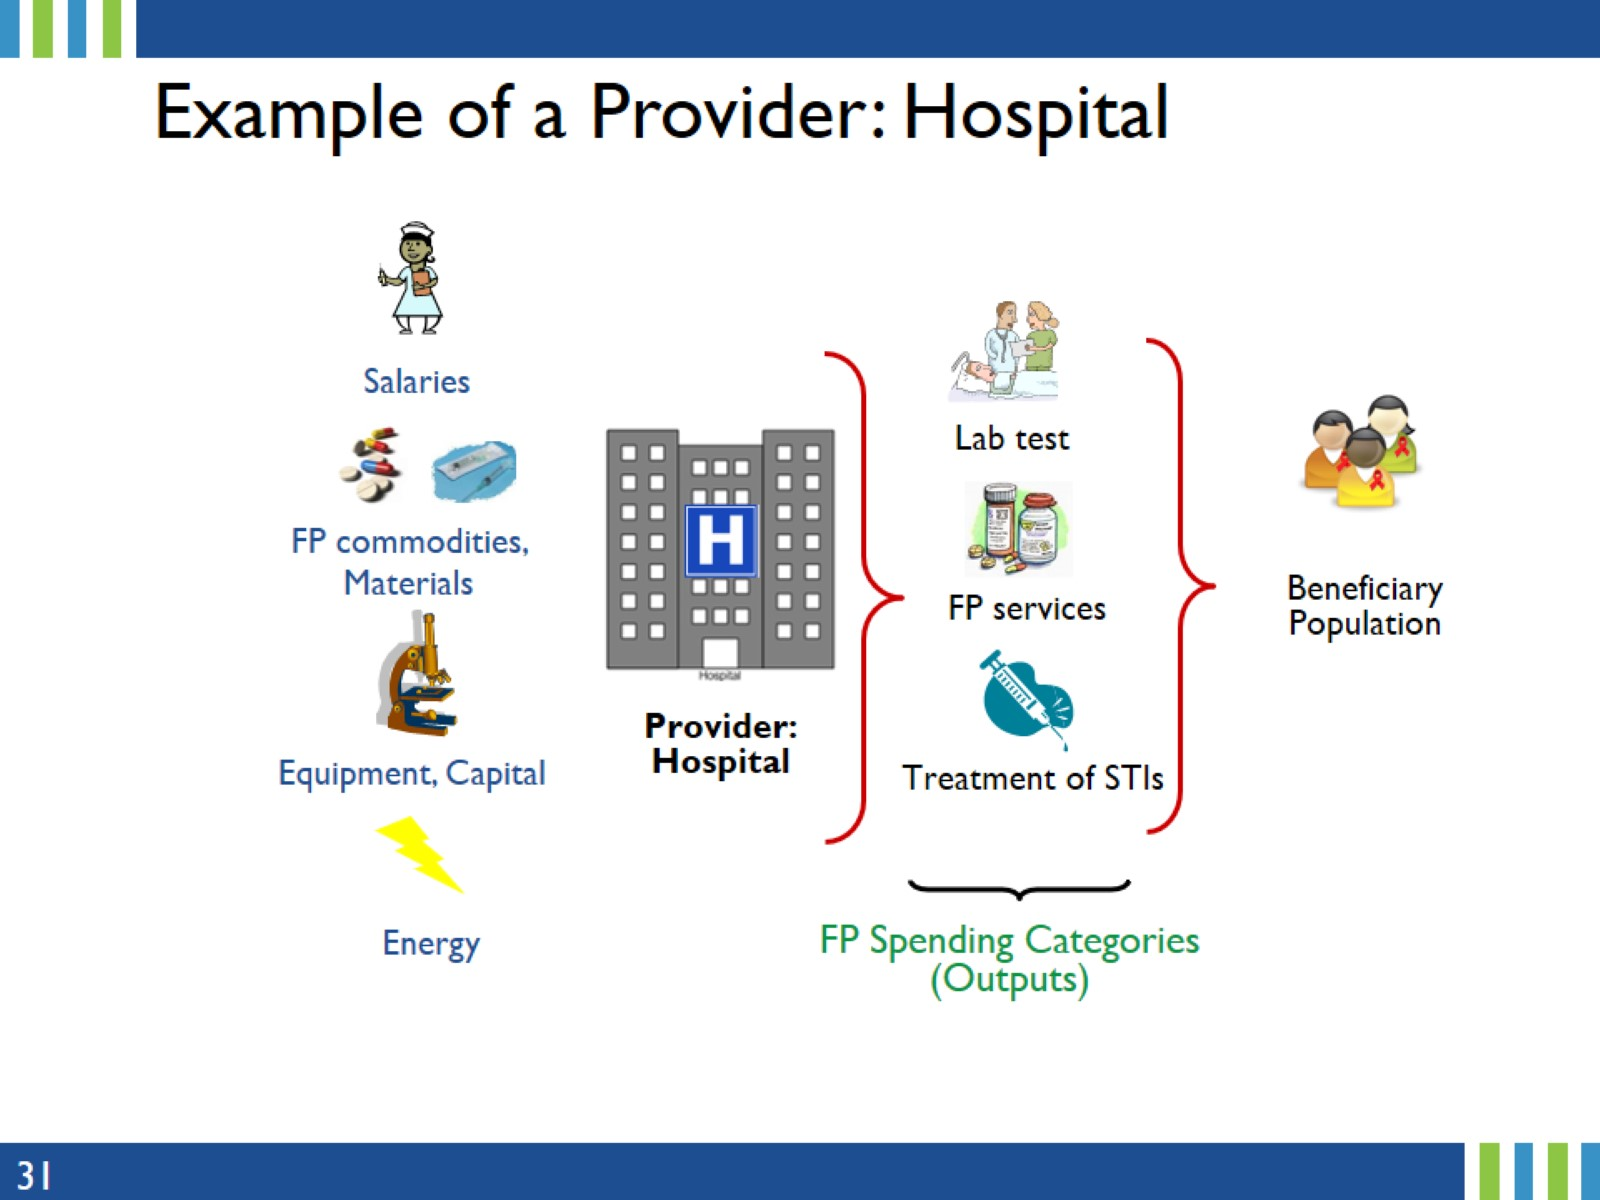 Example of a Provider: Hospital
Salaries
FP commodities,
Materials
Equipment, Capital
Energy
H
Hospital
Provider:
Hospital
Lab test
FP services
Treatment of STIs
FP Spending Categories
(Outputs)
Beneficiary
Population
31